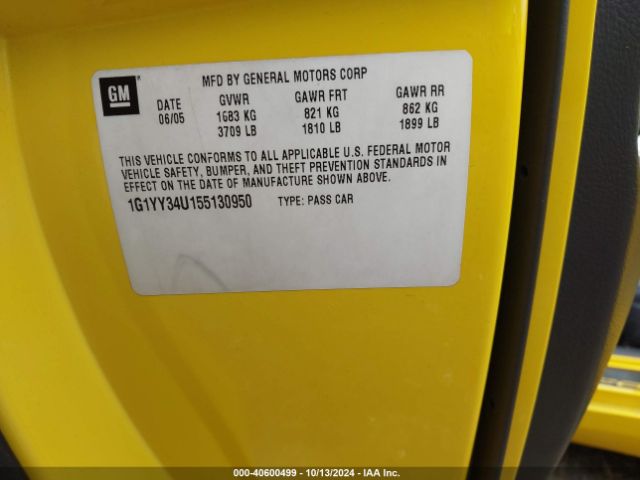 GM
MFD BY GENERAL MOTORS CORP
DATE GVWR GAWR FRT GAWR RR
06/05 1683 KG 821 KG 862 KG
3709 LB 1810 LB 1899 LB
THIS VEHICLE CONFORMS TO ALL APPLICABLE U.S. FEDERAL MOTOR
VEHICLE SAFETY, BUMPER, AND THEFT PREVENTION STANDARDS IN
EFFECT ON THE DATE OF MANUFACTURE SHOWN ABOVE.
1G1YY34U155130950 TYPE: PASS CAR
000-40600499 - 10/13/2024 - IAA Inc.